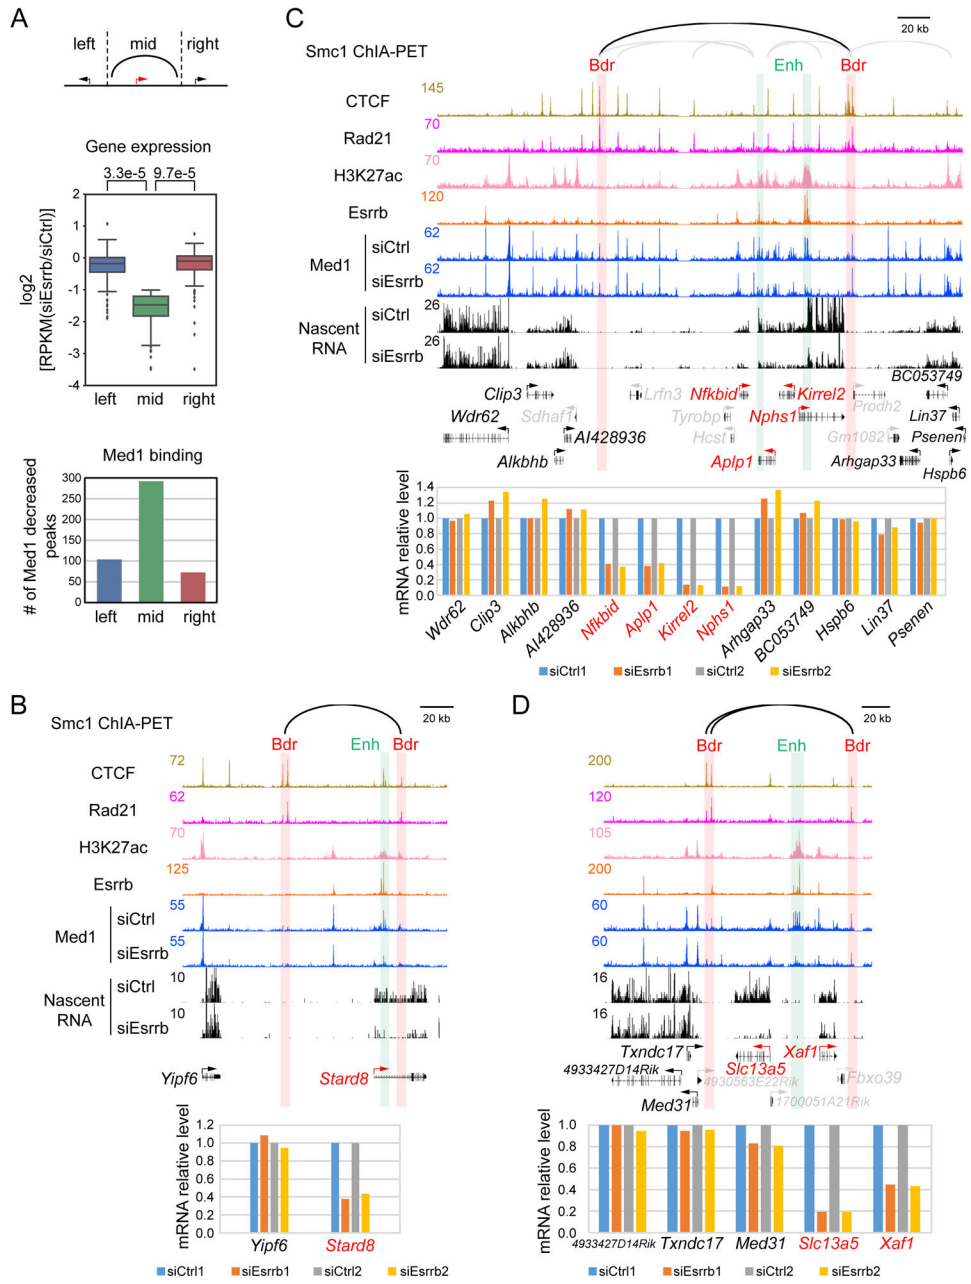 A
left
mid
right
Gene expression
3.3e-5
9.7e-5
log2
[RPKM(siEsrrb/siCtrl)]
2
1
0
-1
-2
-3
-4
left
mid
right
Med1 binding
# of Med1 decreased
peaks
300
250
200
150
100
50
0
left
mid
right
C
20 kb
Smc1 ChIA-PET
Bdr
Enh
Bdr
145
CTCF
70
Rad21
70
H3K27ac
120
Esrrb
62
siCtrl
Med1
62
siEsrrb
26
siCtrl
Nascent
RNA
26
siEsrrb
BC053749
Clip3
Lrfn3
Nfkbid
Kirrel2
Prodh2
Wdr62
Sdhaf1
Tyrobp
Nphs1
Lin37
AI428936
Hcst
Gm1082
Psenen
Alkbhb
Aplp1
Arhgap33
Hspb6
mRNA relative level
1.4
1.2
1.0
0.8
0.6
0.4
0.2
0.0
Wdr62
Clip3
Alkbhb
AI428936
Nfkbid
Aplp1
Kirrel2
Nphs1
Arhgap33
BC053749
Hspb6
Lin37
Psenen
siCtrl1
siEsrrb1
siCtrl2
siEsrrb2
B
20 kb
Smc1 ChIA-PET
Bdr
Enh
Bdr
72
CTCF
62
Rad21
70
H3K27ac
125
Esrrb
55
siCtrl
Med1
55
siEsrrb
10
siCtrl
Nascent
RNA
10
siEsrrb
Yipf6
Stard8
mRNA relative level
1.2
1.0
0.8
0.6
0.4
0.2
0.0
Yipf6
Stard8
siCtrl1
siEsrrb1
siCtrl2
siEsrrb2
D
20 kb
Bdr
Enh
Bdr
200
120
105
200
60
60
16
16
Txndc17
Xaf1
Slc13a5
4933427D14Rik
4930563E22Rik
Fbxo39
Med31
1700051A21Rik
mRNA relative level
1.0
0.8
0.6
0.4
0.2
0.0
4933427D14Rik
Txndc17
Med31
Slc13a5
Xaf1
siCtrl1
siEsrrb1
siCtrl2
siEsrrb2